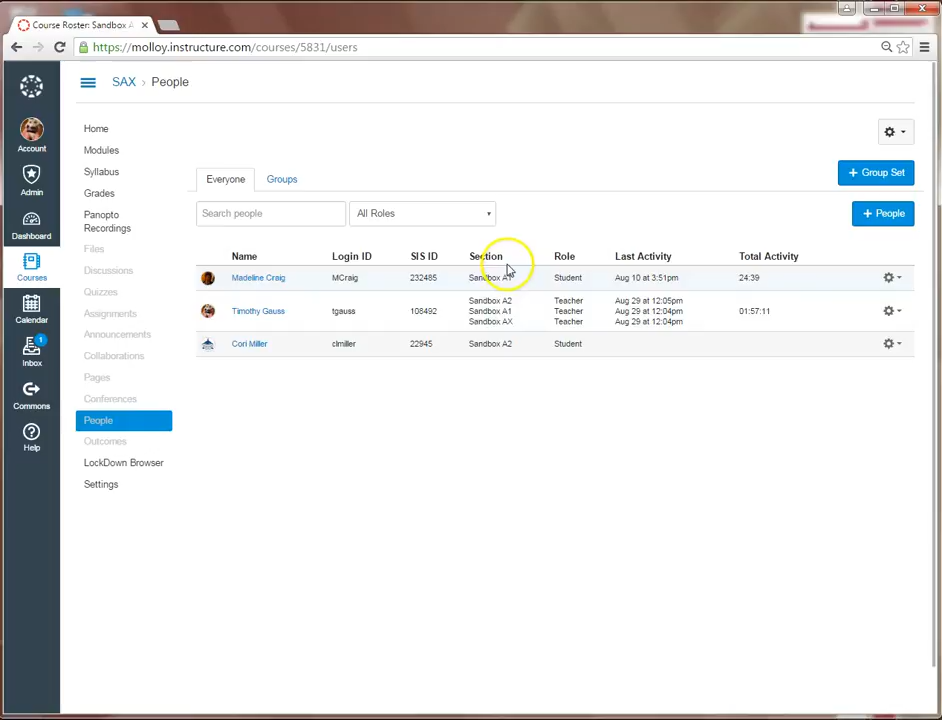 Course Roster: Sandbox A
https://molloy.instructure.com/courses/5831/users
SAX › People
Account
Admin
Dashboard
Courses
Calendar
1
Inbox
Commons
Help
Home
Modules
Syllabus
Grades
Panopto
Recordings
Files
Discussions
Quizzes
Assignments
Announcements
Collaborations
Pages
Conferences
People
Outcomes
LockDown Browser
Settings
Everyone Groups
+ Group Set
Search people All Roles
+ People
Name Login ID SIS ID Section Role Last Activity Total Activity
Madeline Craig MCraig 232485 Sandbox A1 Student Aug 10 at 3:51pm 24:39
Sandbox A2 Teacher Aug 29 at 12:05pm
Timothy Gauss tgauss 108492 Sandbox A1 Teacher Aug 29 at 12:04pm 01:57:11
Sandbox AX Teacher Aug 29 at 12:04pm
Cori Miller clmiller 22945 Sandbox A2 Student